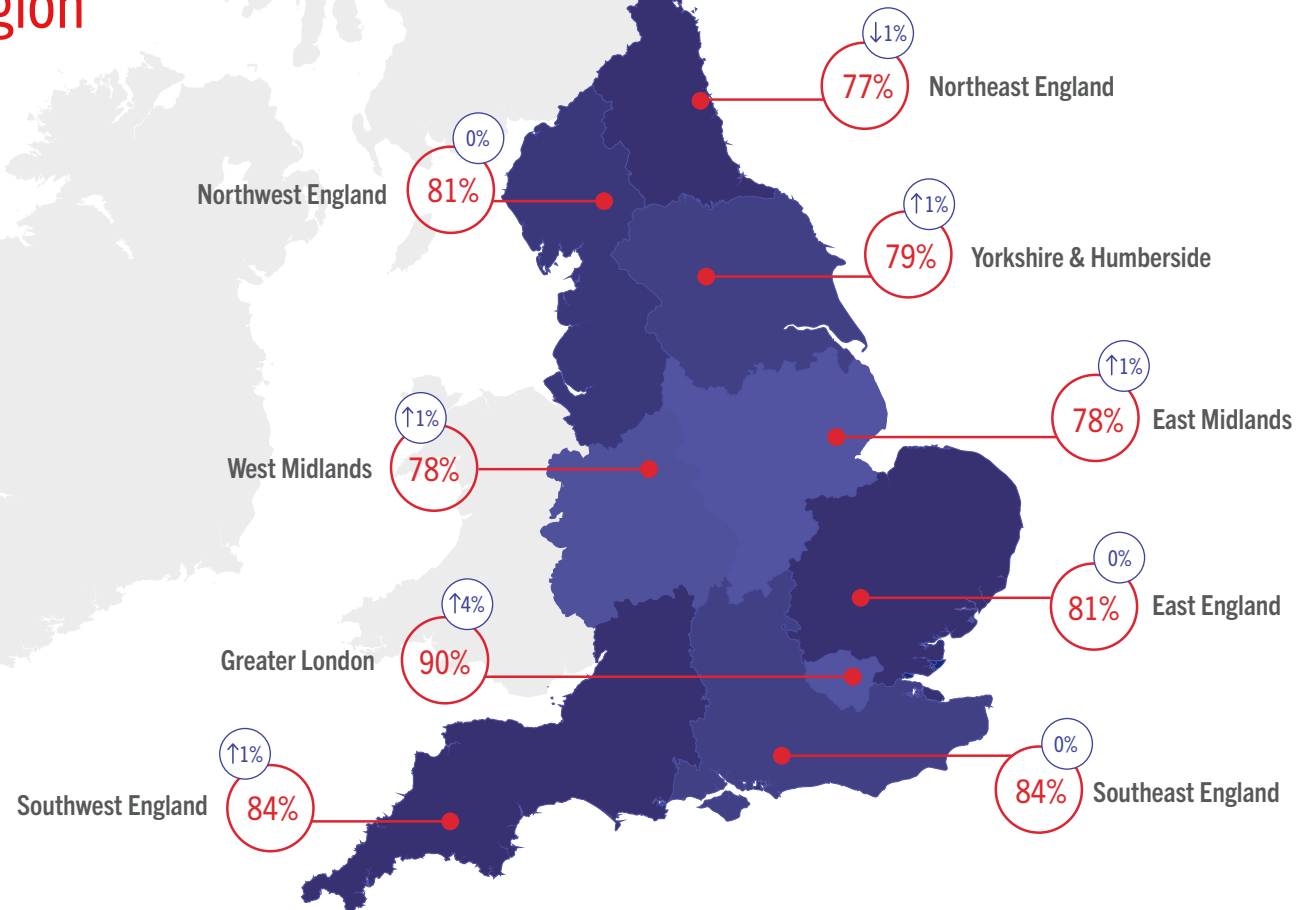 ↓1%
77%
Northeast England
0%
81%
Northwest England
↑1%
79%
Yorkshire & Humberside
↑1%
78%
East Midlands
↑1%
78%
West Midlands
0%
81%
East England
↑4%
90%
Greater London
0%
84%
Southeast England
↑1%
84%
Southwest England